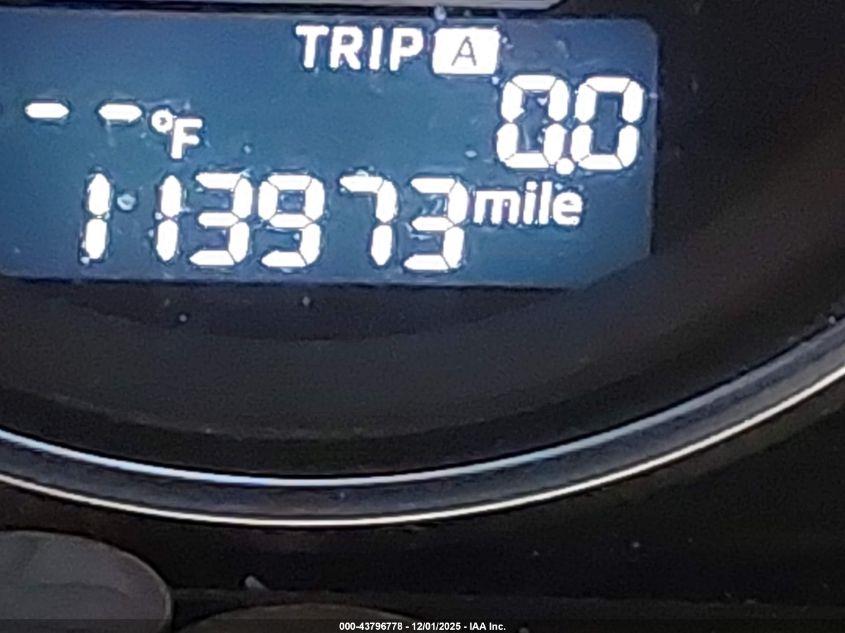 TRIP A
-- °F 0.0
113973 mile
000-43796778 - 12/01/2025 - IAA Inc.